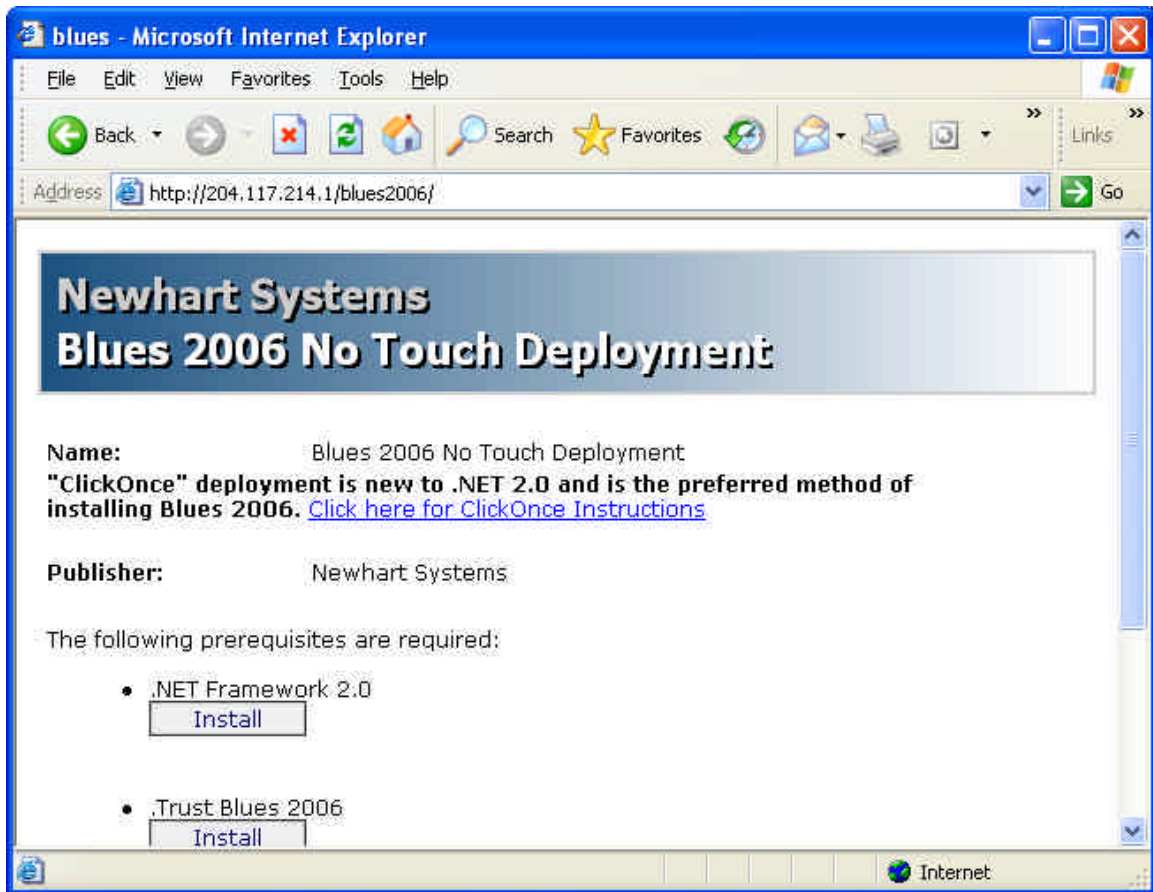 blues - Microsoft Internet Explorer
File Edit View Favorites Tools Help
Back Search Favorites » Links »
Address http://204.117.214.1/blues2006/ Go
Newhart Systems
Blues 2006 No Touch Deployment
Name: Blues 2006 No Touch Deployment
"ClickOnce" deployment is new to .NET 2.0 and is the preferred method of
installing Blues 2006. Click here for ClickOnce Instructions
Publisher: Newhart Systems
The following prerequisites are required:
• .NET Framework 2.0
Install
• .Trust Blues 2006
Install
Internet